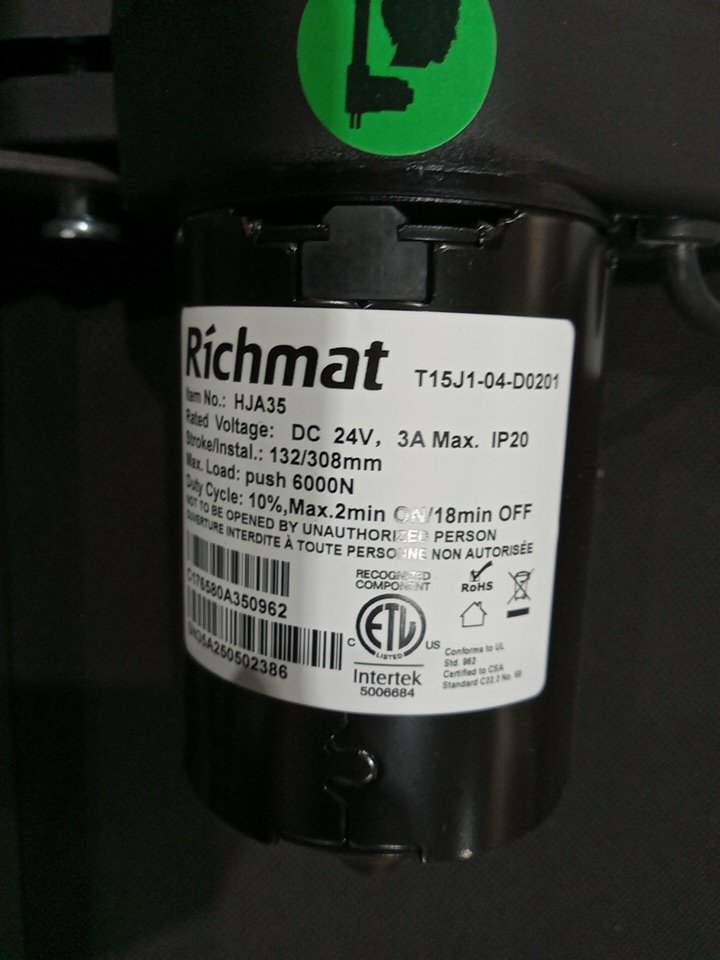 Richmat T15J1-04-D0201
Item No.: HJA35
Rated Voltage: DC 24V, 3A Max. IP20
Stroke/Instal.: 132/308mm
Max. Load: push 6000N
Duty Cycle: 10%,Max.2min ON/18min OFF
NOT TO BE OPENED BY UNAUTHORIZED PERSON
OUVERTURE INTERDITE À TOUTE PERSONNE NON AUTORISÉE
C176580A350962
SN35A250502386
RECOGNIZED
COMPONENT
C ETL US
LISTED
Intertek
5006684
RoHS
Conforms to UL
Std. 962
Certified to CSA
Standard C22.2 No. 68